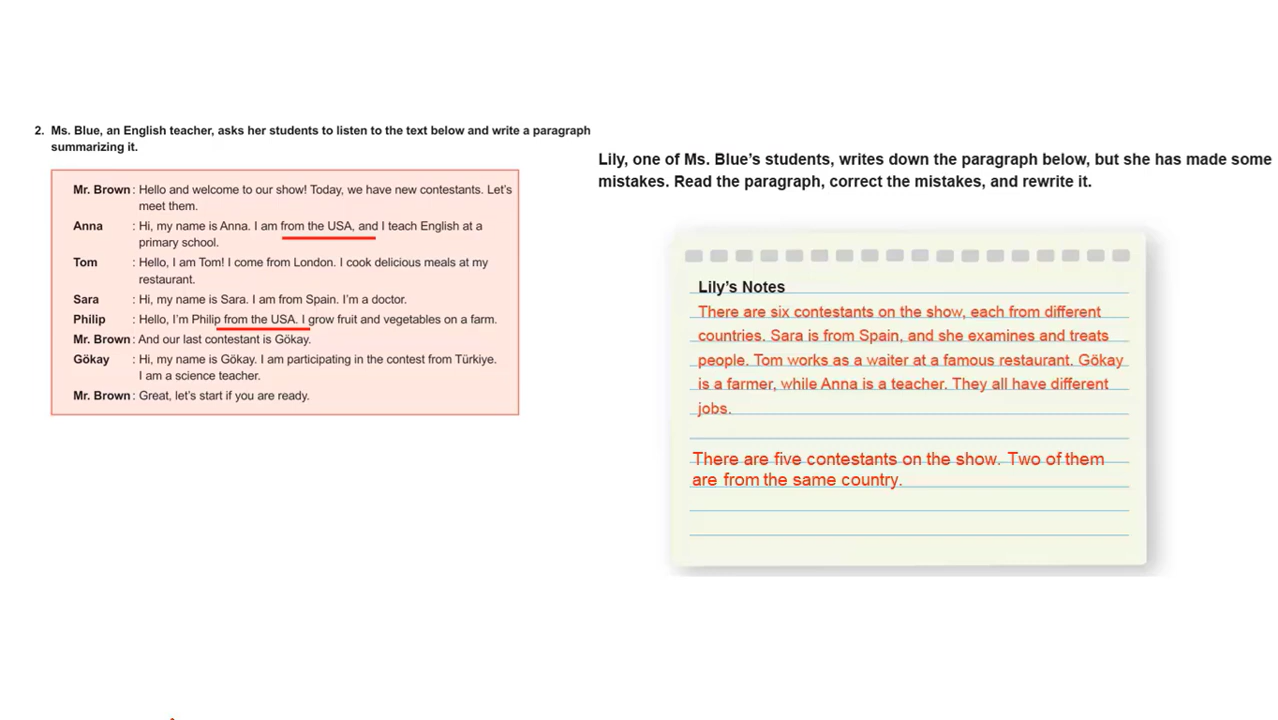 2. Ms. Blue, an English teacher, asks her students to listen to the text below and write a paragraph
summarizing it.
Mr. Brown : Hello and welcome to our show! Today, we have new contestants. Let's
meet them.
Anna : Hi, my name is Anna. I am from the USA, and I teach English at a
primary school.
Tom : Hello, I am Tom! I come from London. I cook delicious meals at my
restaurant.
Sara : Hi, my name is Sara. I am from Spain. I'm a doctor.
Philip : Hello, I'm Philip from the USA. I grow fruit and vegetables on a farm.
Mr. Brown : And our last contestant is Gökay.
Gökay : Hi, my name is Gökay. I am participating in the contest from Türkiye.
I am a science teacher.
Mr. Brown : Great, let's start if you are ready.
Lily, one of Ms. Blue's students, writes down the paragraph below, but she has made some
mistakes. Read the paragraph, correct the mistakes, and rewrite it.
Lily's Notes
There are six contestants on the show, each from different
countries. Sara is from Spain, and she examines and treats
people. Tom works as a waiter at a famous restaurant. Gökay
is a farmer, while Anna is a teacher. They all have different
jobs.
There are five contestants on the show. Two of them
are from the same country.